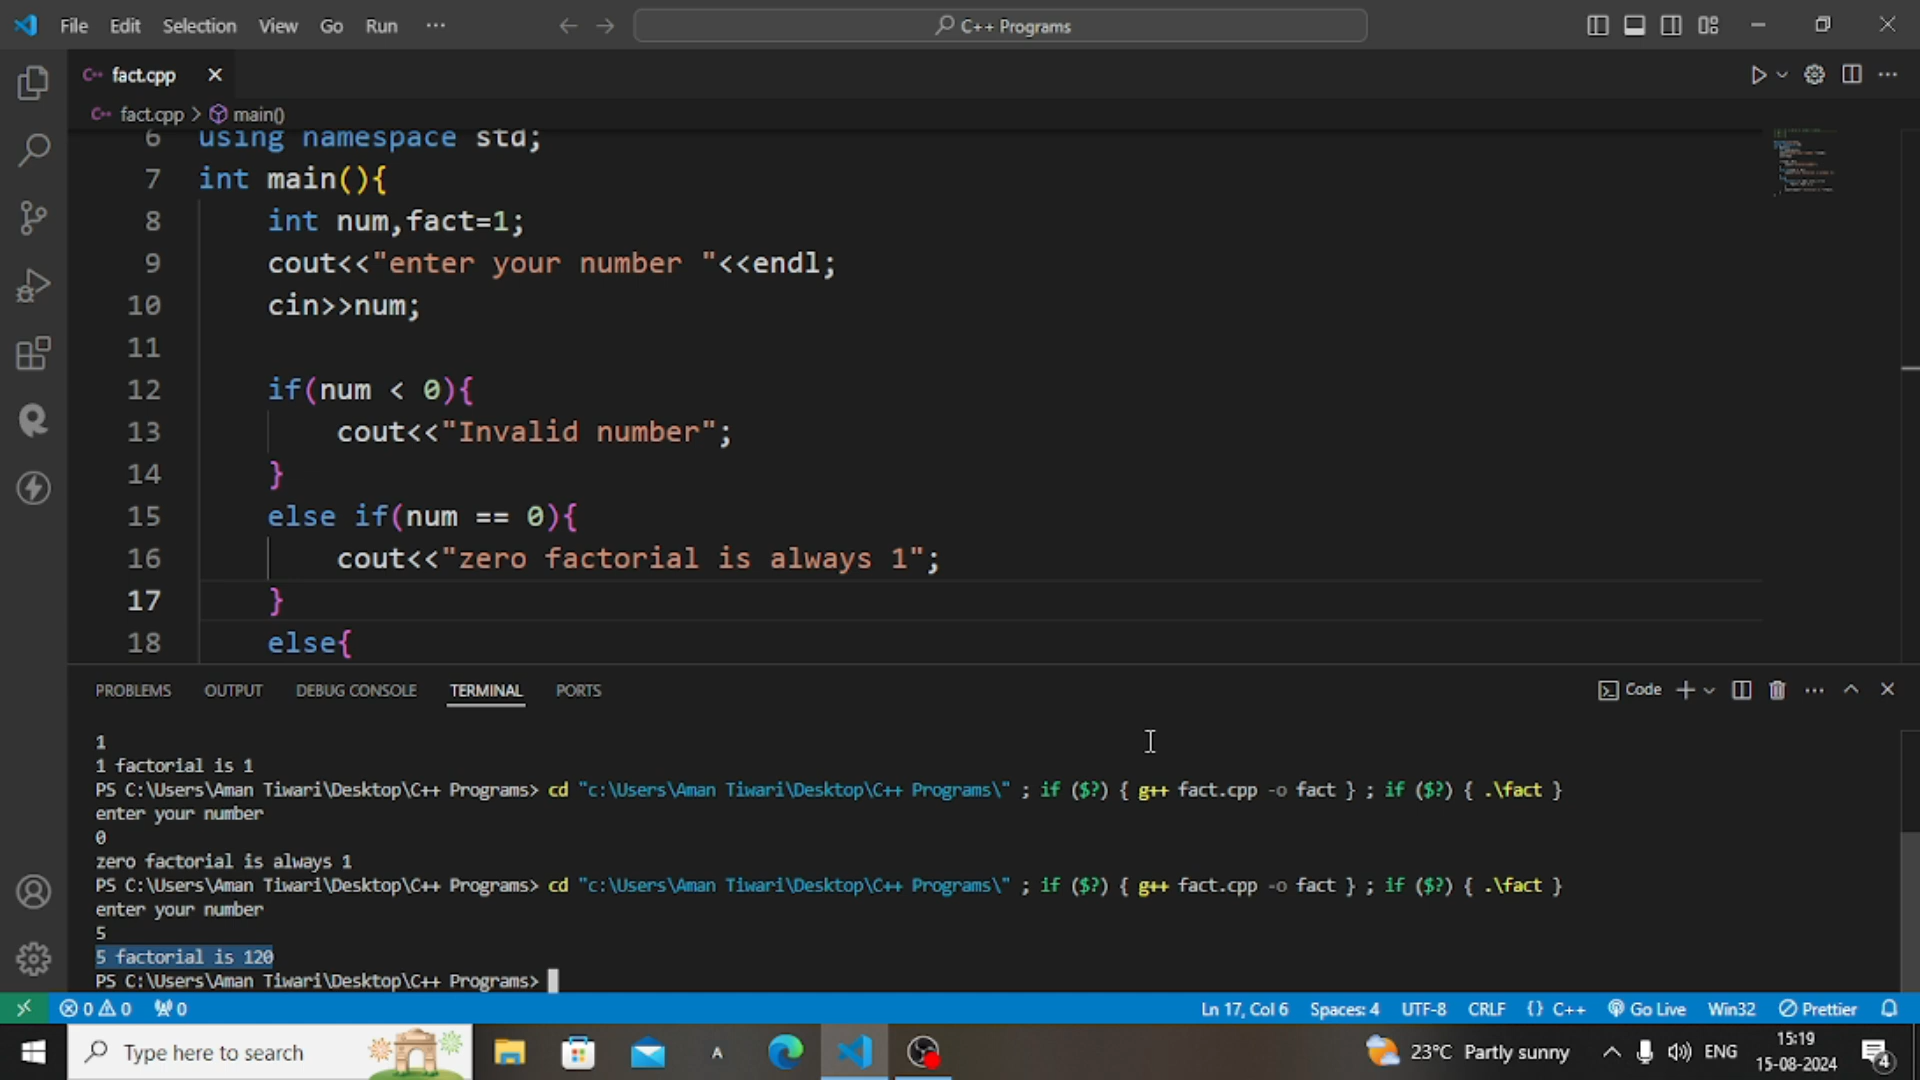 File Edit Selection View Go Run ···
C++ Programs
fact.cpp
fact.cpp > main()
6 using namespace std;
7 int main(){
8 int num,fact=1;
9 cout<<"enter your number "<<endl;
10 cin>>num;
11
12 if(num < 0){
13 cout<<"Invalid number";
14 }
15 else if(num == 0){
16 cout<<"zero factorial is always 1";
17 }
18 else{
PROBLEMS OUTPUT DEBUG CONSOLE TERMINAL PORTS
Code
1
1 factorial is 1
PS C:\Users\Aman Tiwari\Desktop\C++ Programs> cd "c:\Users\Aman Tiwari\Desktop\C++ Programs\" ; if ($?) { g++ fact.cpp -o fact } ; if ($?) { .\fact }
enter your number
0
zero factorial is always 1
PS C:\Users\Aman Tiwari\Desktop\C++ Programs> cd "c:\Users\Aman Tiwari\Desktop\C++ Programs\" ; if ($?) { g++ fact.cpp -o fact } ; if ($?) { .\fact }
enter your number
5
5 factorial is 120
PS C:\Users\Aman Tiwari\Desktop\C++ Programs>
0 0 0 Ln 17, Col 6 Spaces: 4 UTF-8 CRLF {} C++ Go Live Win32 Prettier
Type here to search
A
23°C Partly sunny
ENG
15:19
15-08-2024
4